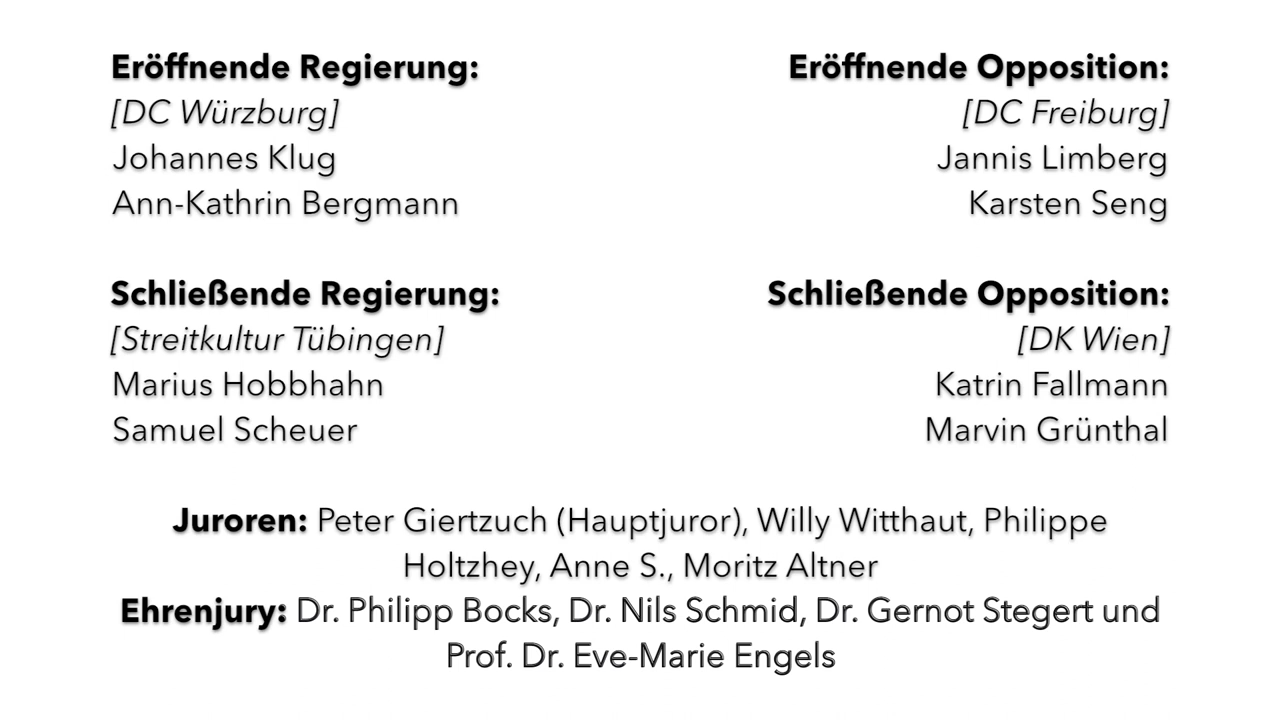 Eröffnende Regierung:
[DC Würzburg]
Johannes Klug
Ann-Kathrin Bergmann
Eröffnende Opposition:
[DC Freiburg]
Jannis Limberg
Karsten Seng
Schließende Regierung:
[Streitkultur Tübingen]
Marius Hobbhahn
Samuel Scheuer
Schließende Opposition:
[DK Wien]
Katrin Fallmann
Marvin Grünthal
Juroren: Peter Giertzuch (Hauptjuror), Willy Witthaut, Philippe
Holtzhey, Anne S., Moritz Altner
Ehrenjury: Dr. Philipp Bocks, Dr. Nils Schmid, Dr. Gernot Stegert und
Prof. Dr. Eve-Marie Engels